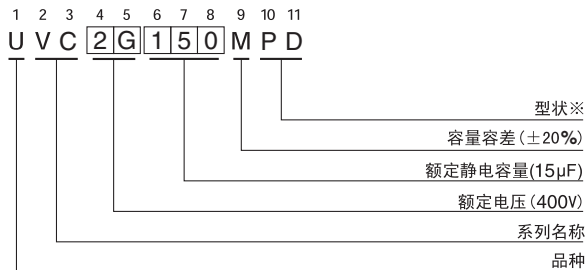 1 2 3 4 5 6 7 8 9 10 11
U V C 2 G 1 5 0 M P D
型状※
容量容差(±20%)
额定静电容量(15μF)
额定电压(400V)
系列名称
品种